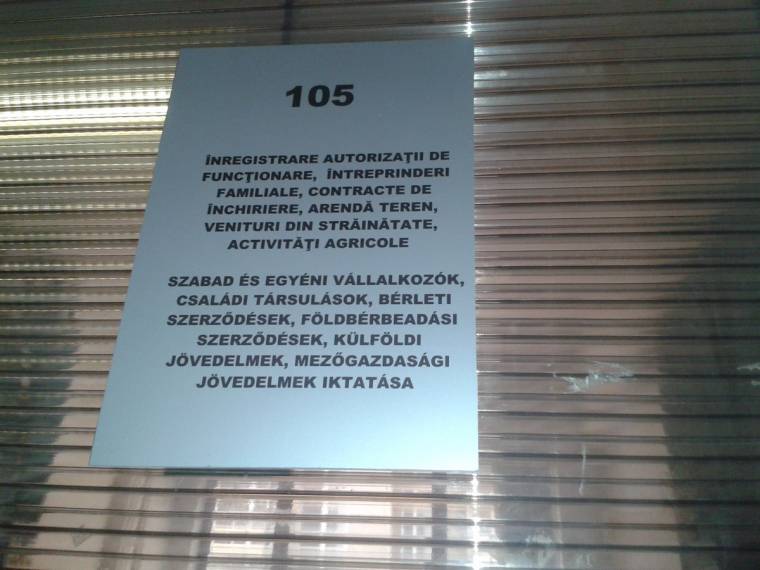 105
ÎNREGISTRARE AUTORIZAŢII DE
FUNCŢIONARE, ÎNTREPRINDERI
FAMILIALE, CONTRACTE DE
ÎNCHIRIERE, ARENDĂ TEREN,
VENITURI DIN STRĂINĂTATE,
ACTIVITĂŢI AGRICOLE
SZABAD ÉS EGYÉNI VÁLLALKOZÓK,
CSALÁDI TÁRSULÁSOK, BÉRLETI
SZERZŐDÉSEK, FÖLDBÉRBEADÁSI
SZERZŐDÉSEK, KÜLFÖLDI
JÖVEDELMEK, MEZŐGAZDASÁGI
JÖVEDELMEK IKTATÁSA